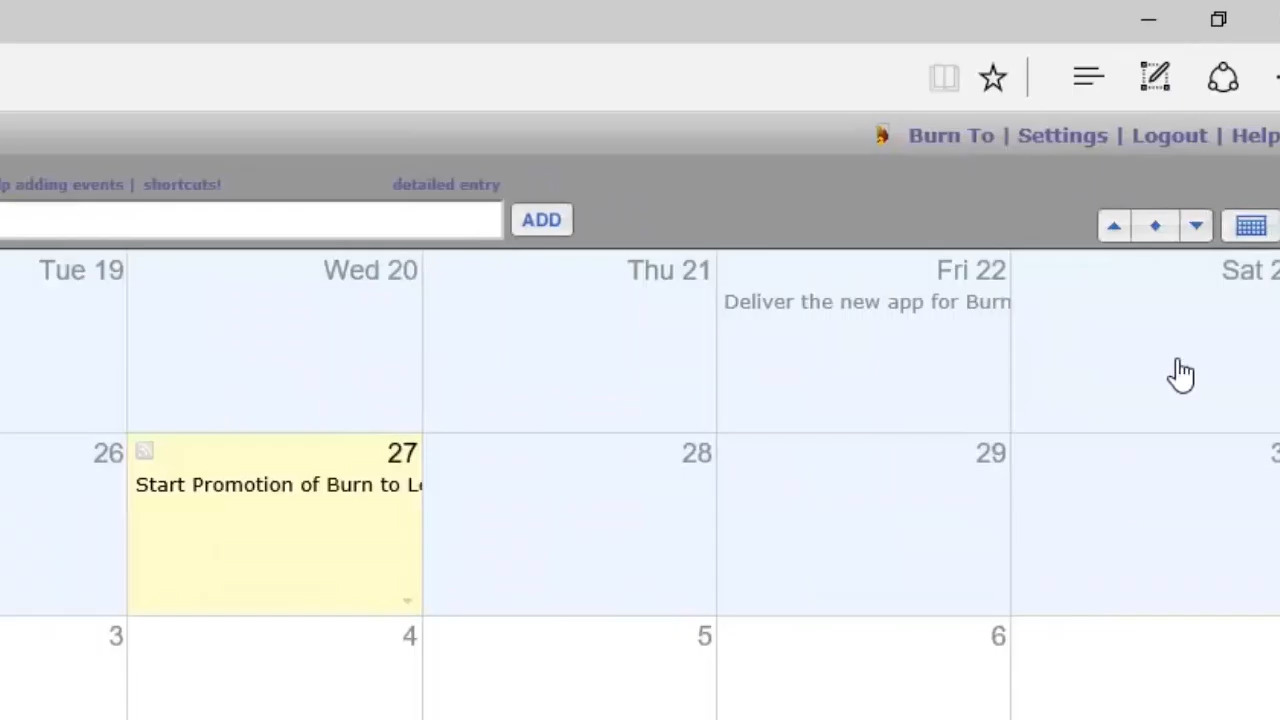 Burn To | Settings | Logout | Help
adding events | shortcuts! detailed entry
ADD
Tue 19 Wed 20 Thu 21 Fri 22 Sat
Deliver the new app for Burn
26 27 28 29
Start Promotion of Burn to
3 4 5 6